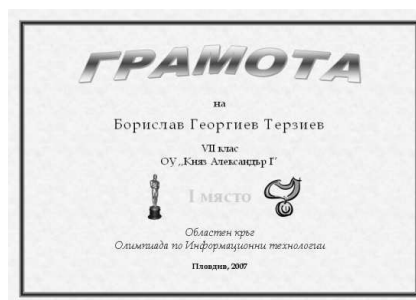 ГРАМОТА
на
Борислав Георгиев Терзиев
VII клас
ОУ „Княз Александър I"
I място
Областен кръг
Олимпиада по Информационни технологии
Пловдив, 2007